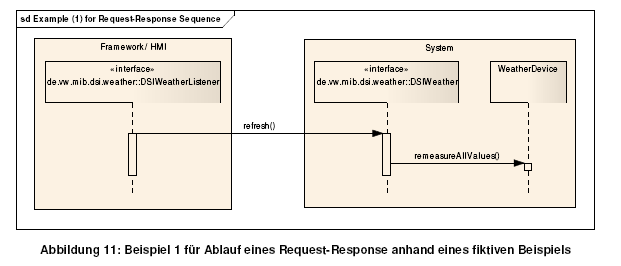 sd Example (1) for Request-Response Sequence
Framework/ HMI
System
«interface»
de.vw.mib.dsi.weather::DSIWeatherListener
«interface»
de.vw.mib.dsi.weather::DSIWeather
WeatherDevice
refresh()
remeasureAllValues()
Abbildung 11: Beispiel 1 für Ablauf eines Request-Response anhand eines fiktiven Beispiels